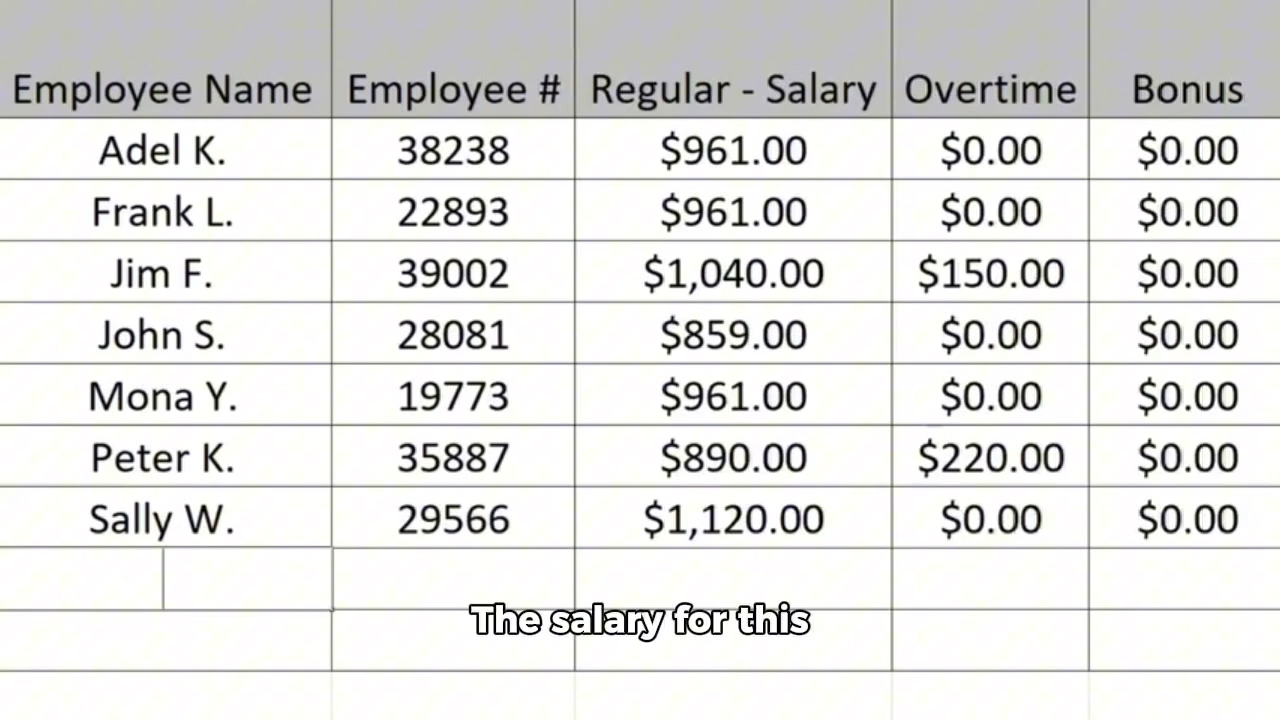 Employee Name Employee # Regular - Salary Overtime Bonus
Adel K. 38238 $961.00 $0.00 $0.00
Frank L. 22893 $961.00 $0.00 $0.00
Jim F. 39002 $1,040.00 $150.00 $0.00
John S. 28081 $859.00 $0.00 $0.00
Mona Y. 19773 $961.00 $0.00 $0.00
Peter K. 35887 $890.00 $220.00 $0.00
Sally W. 29566 $1,120.00 $0.00 $0.00
The salary for this